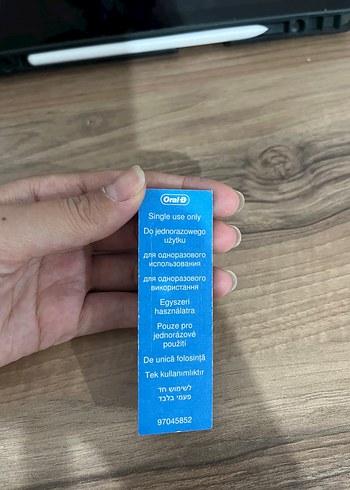 Oral-B
Single use only
Do jednorazowego
użytku
для одноразового
использования
для одноразового
використання
Egyszeri
használatra
Pouze pro
jednorázové
použití
De unică folosință
Tek kullanımlıktır
לשימוש חד
פעמי בלבד
97045852